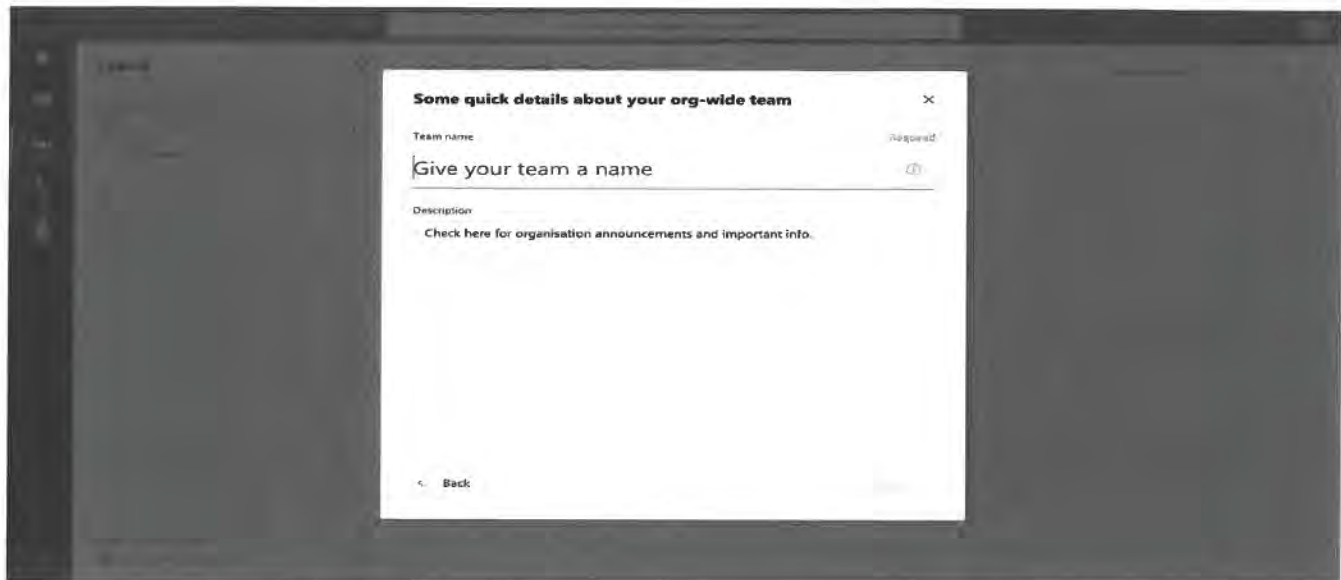 Some quick details about your org-wide team
Team name
Required
Give your team a name
Description
Check here for organisation announcements and important info.
Back